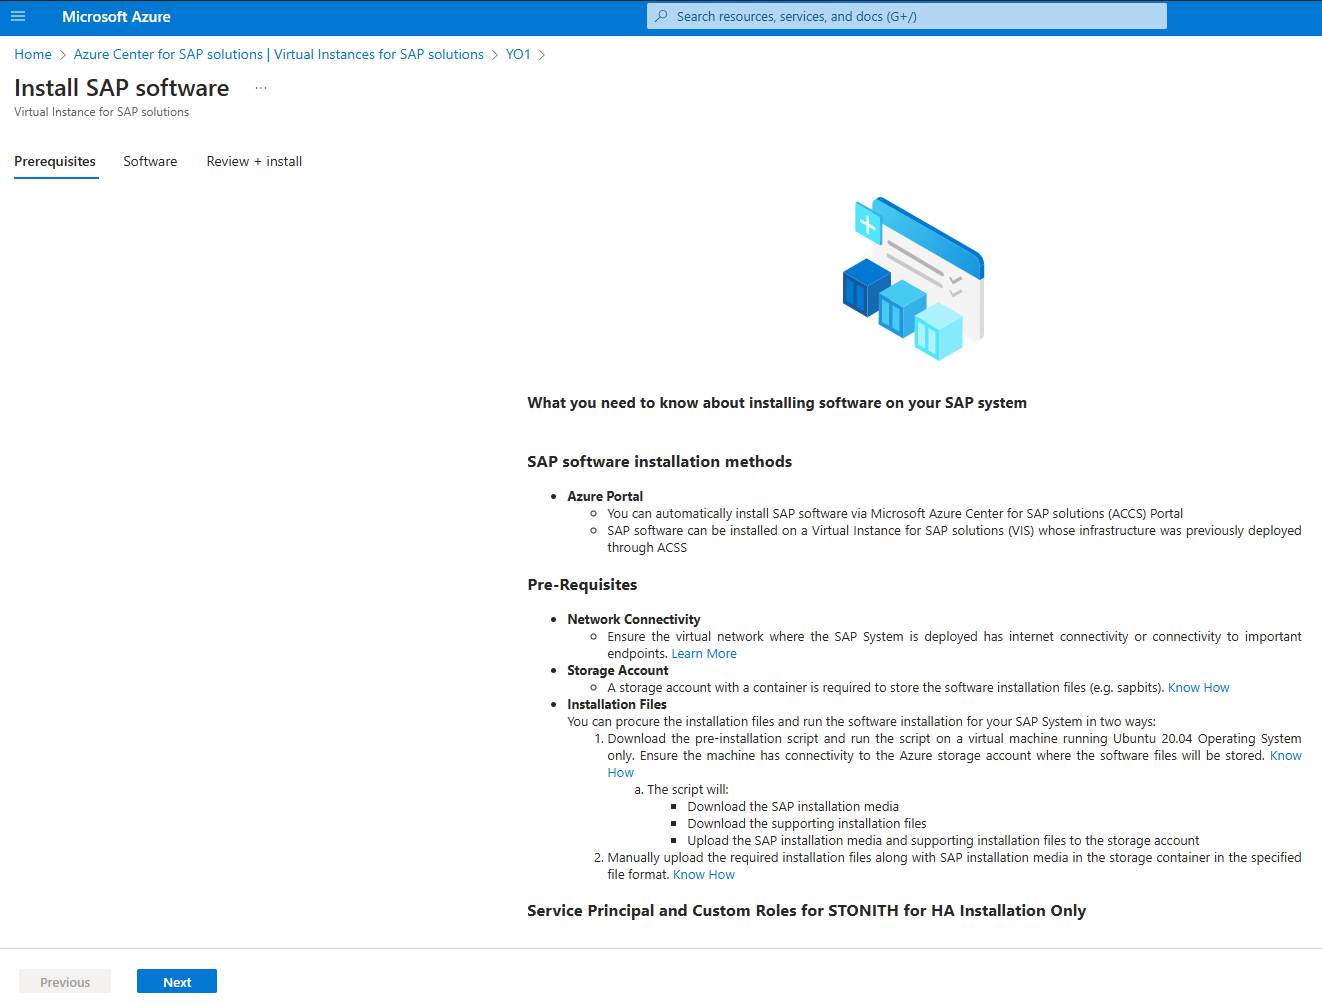 Microsoft Azure
Search resources, services, and docs (G+/)
Home > Azure Center for SAP solutions | Virtual Instances for SAP solutions > YO1 >
Install SAP software ...
Virtual Instance for SAP solutions
Prerequisites Software Review + install
What you need to know about installing software on your SAP system
SAP software installation methods
• Azure Portal
○ You can automatically install SAP software via Microsoft Azure Center for SAP solutions (ACCS) Portal
○ SAP software can be installed on a Virtual Instance for SAP solutions (VIS) whose infrastructure was previously deployed
through ACSS
Pre-Requisites
• Network Connectivity
○ Ensure the virtual network where the SAP System is deployed has internet connectivity or connectivity to important
endpoints. Learn More
• Storage Account
○ A storage account with a container is required to store the software installation files (e.g. sapbits). Know How
• Installation Files
You can procure the installation files and run the software installation for your SAP System in two ways:
1. Download the pre-installation script and run the script on a virtual machine running Ubuntu 20.04 Operating System
only. Ensure the machine has connectivity to the Azure storage account where the software files will be stored. Know
How
a. The script will:
▪ Download the SAP installation media
▪ Download the supporting installation files
▪ Upload the SAP installation media and supporting installation files to the storage account
2. Manually upload the required installation files along with SAP installation media in the storage container in the specified
file format. Know How
Service Principal and Custom Roles for STONITH for HA Installation Only
Previous Next